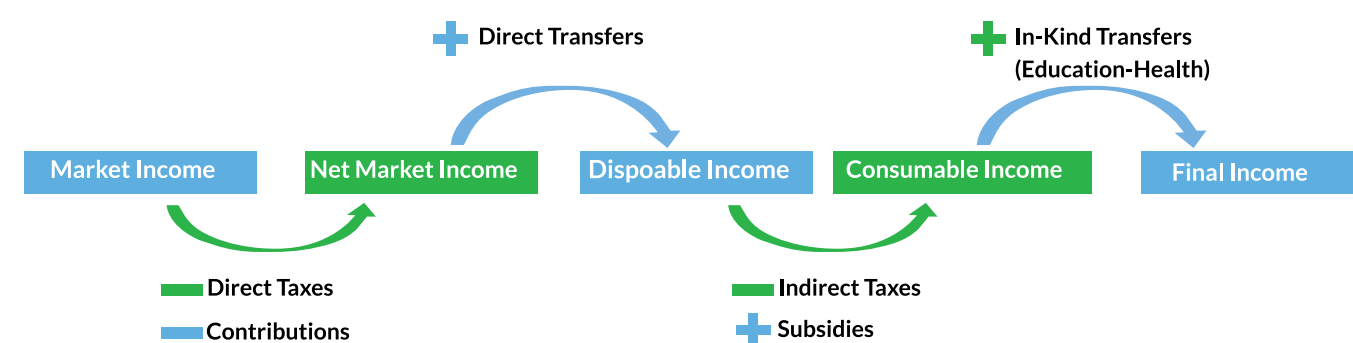 Direct Transfers
In-Kind Transfers
(Education-Health)
Market Income
Net Market Income
Dispoable Income
Consumable Income
Final Income
Direct Taxes
Contributions
Indirect Taxes
Subsidies